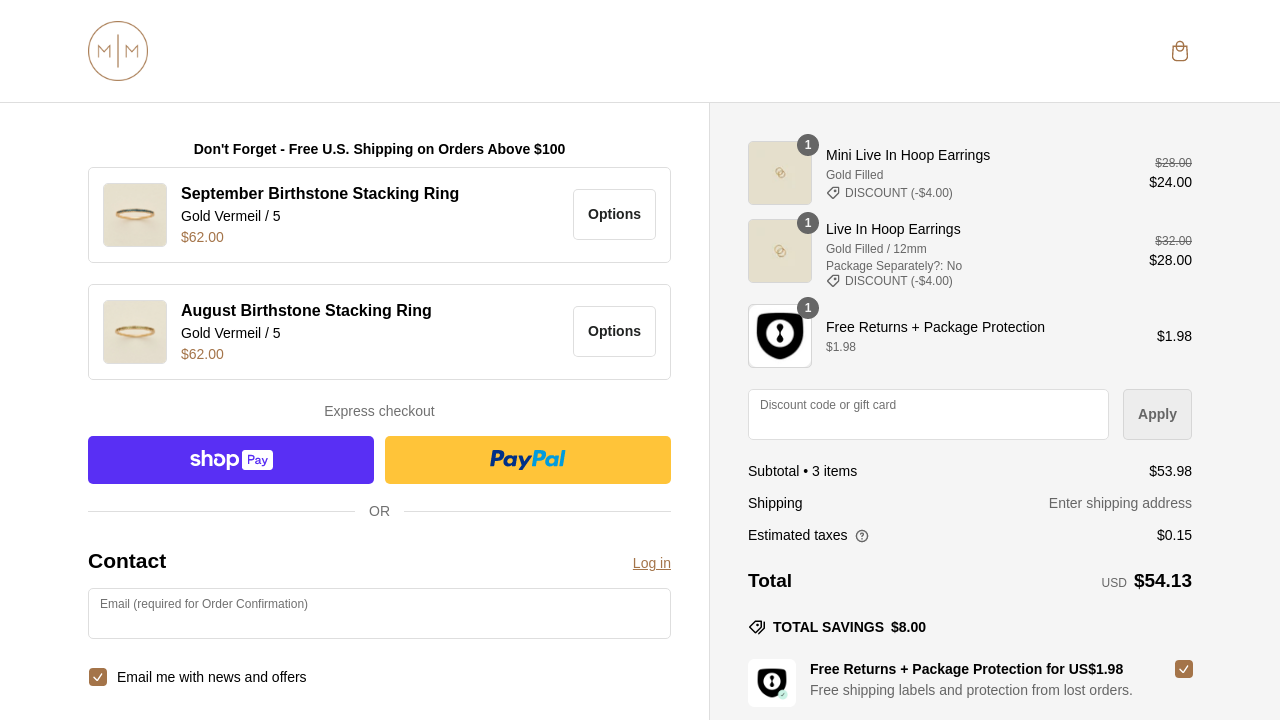 M|M
Don't Forget - Free U.S. Shipping on Orders Above $100
September Birthstone Stacking Ring
Gold Vermeil / 5
$62.00
Options
August Birthstone Stacking Ring
Gold Vermeil / 5
$62.00
Options
Express checkout
shop Pay
PayPal
OR
Contact
Log in
Email (required for Order Confirmation)
Email me with news and offers
1
Mini Live In Hoop Earrings
Gold Filled
DISCOUNT (-$4.00)
$28.00
$24.00
1
Live In Hoop Earrings
Gold Filled / 12mm
Package Separately?: No
DISCOUNT (-$4.00)
$32.00
$28.00
1
Free Returns + Package Protection
$1.98
$1.98
Discount code or gift card
Apply
Subtotal • 3 items $53.98
Shipping Enter shipping address
Estimated taxes $0.15
Total USD $54.13
TOTAL SAVINGS $8.00
Free Returns + Package Protection for US$1.98
Free shipping labels and protection from lost orders.